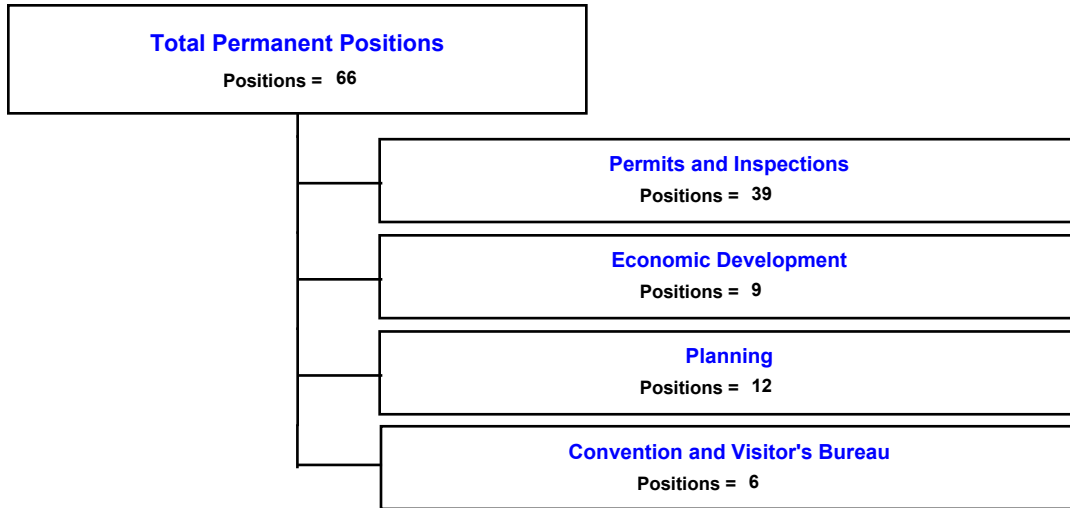 Total Permanent Positions
Positions = 66
Permits and Inspections
Positions = 39
Economic Development
Positions = 9
Planning
Positions = 12
Convention and Visitor's Bureau
Positions = 6